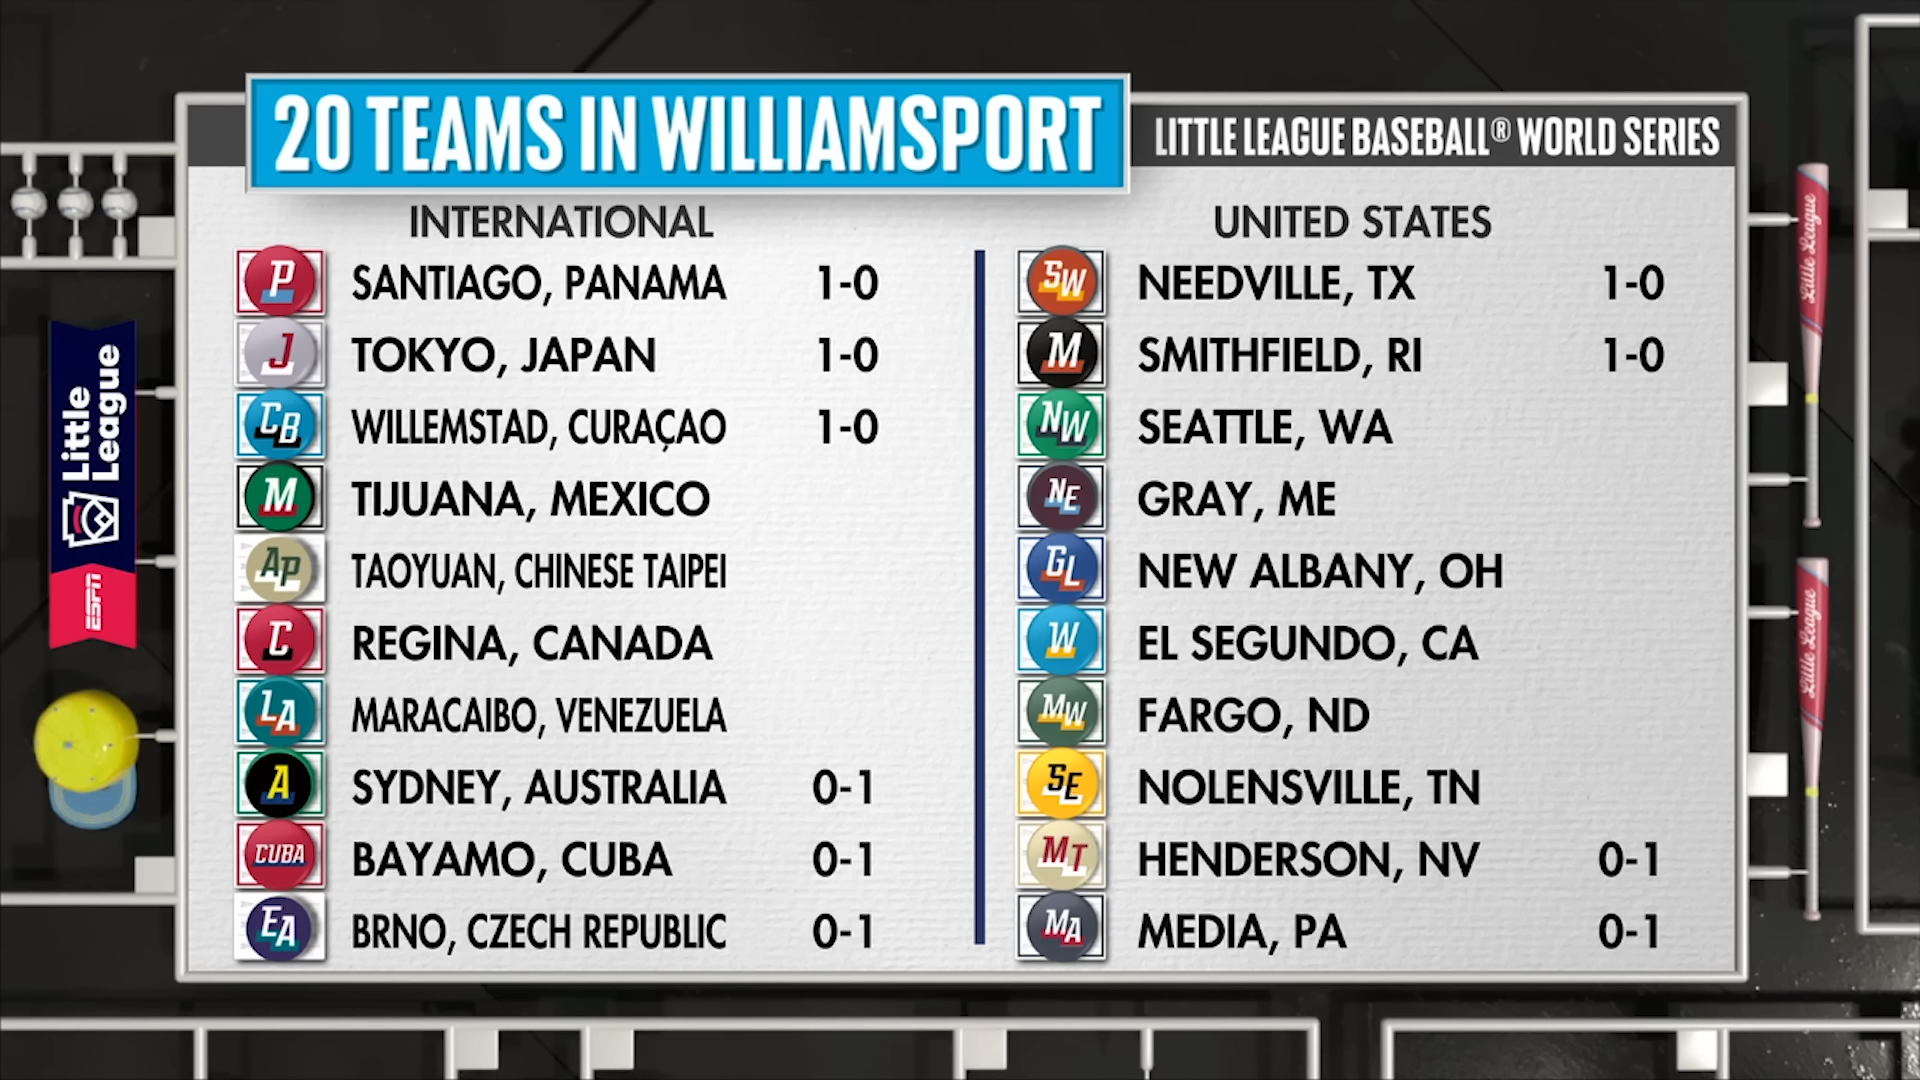 20 TEAMS IN WILLIAMSPORT
LITTLE LEAGUE BASEBALL® WORLD SERIES
INTERNATIONAL
P SANTIAGO, PANAMA 1-0
J TOKYO, JAPAN 1-0
CB WILLEMSTAD, CURAÇAO 1-0
M TIJUANA, MEXICO
AP TAOYUAN, CHINESE TAIPEI
C REGINA, CANADA
LA MARACAIBO, VENEZUELA
A SYDNEY, AUSTRALIA 0-1
CUBA BAYAMO, CUBA 0-1
EA BRNO, CZECH REPUBLIC 0-1
UNITED STATES
SW NEEDVILLE, TX 1-0
M SMITHFIELD, RI 1-0
NW SEATTLE, WA
NE GRAY, ME
GL NEW ALBANY, OH
W EL SEGUNDO, CA
MW FARGO, ND
SE NOLENSVILLE, TN
MT HENDERSON, NV 0-1
MA MEDIA, PA 0-1
Little
League
ESPN
Little League
Little League